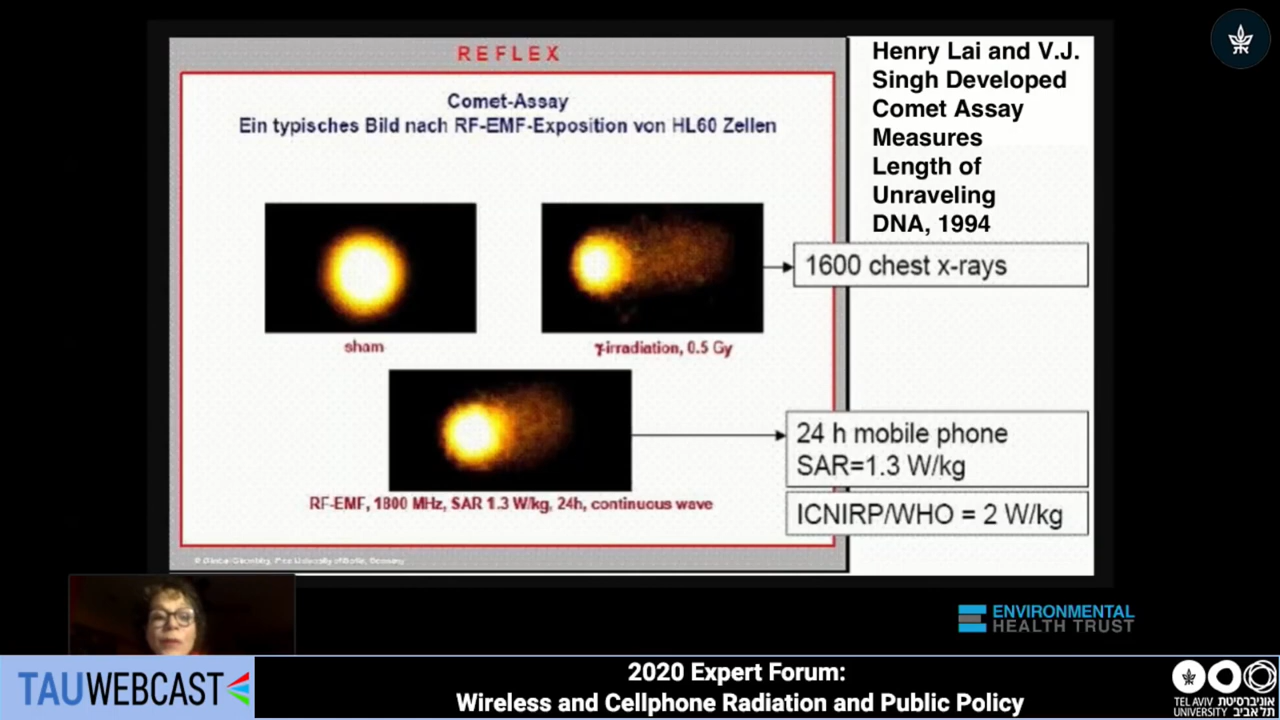 REFLEX
Comet-Assay
Ein typisches Bild nach RF-EMF-Exposition von HL60 Zellen
sham
γ-irradiation, 0.5 Gy
RF-EMF, 1800 MHz, SAR 1.3 W/kg, 24h, continuous wave
Henry Lai and V.J.
Singh Developed
Comet Assay
Measures
Length of
Unraveling
DNA, 1994
1600 chest x-rays
24 h mobile phone
SAR=1.3 W/kg
ICNIRP/WHO = 2 W/kg
ENVIRONMENTAL
HEALTH TRUST
TAUWEBCAST
2020 Expert Forum:
Wireless and Cellphone Radiation and Public Policy
TEL AVIV אוניברסיטת
UNIVERSITY תל אביב